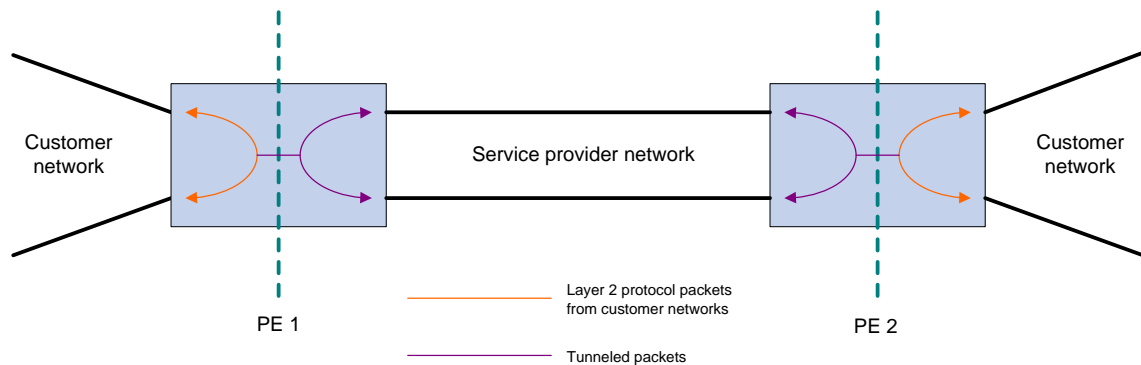 Customer
network
Service provider network
Customer
network
PE 1
PE 2
Layer 2 protocol packets
from customer networks
Tunneled packets